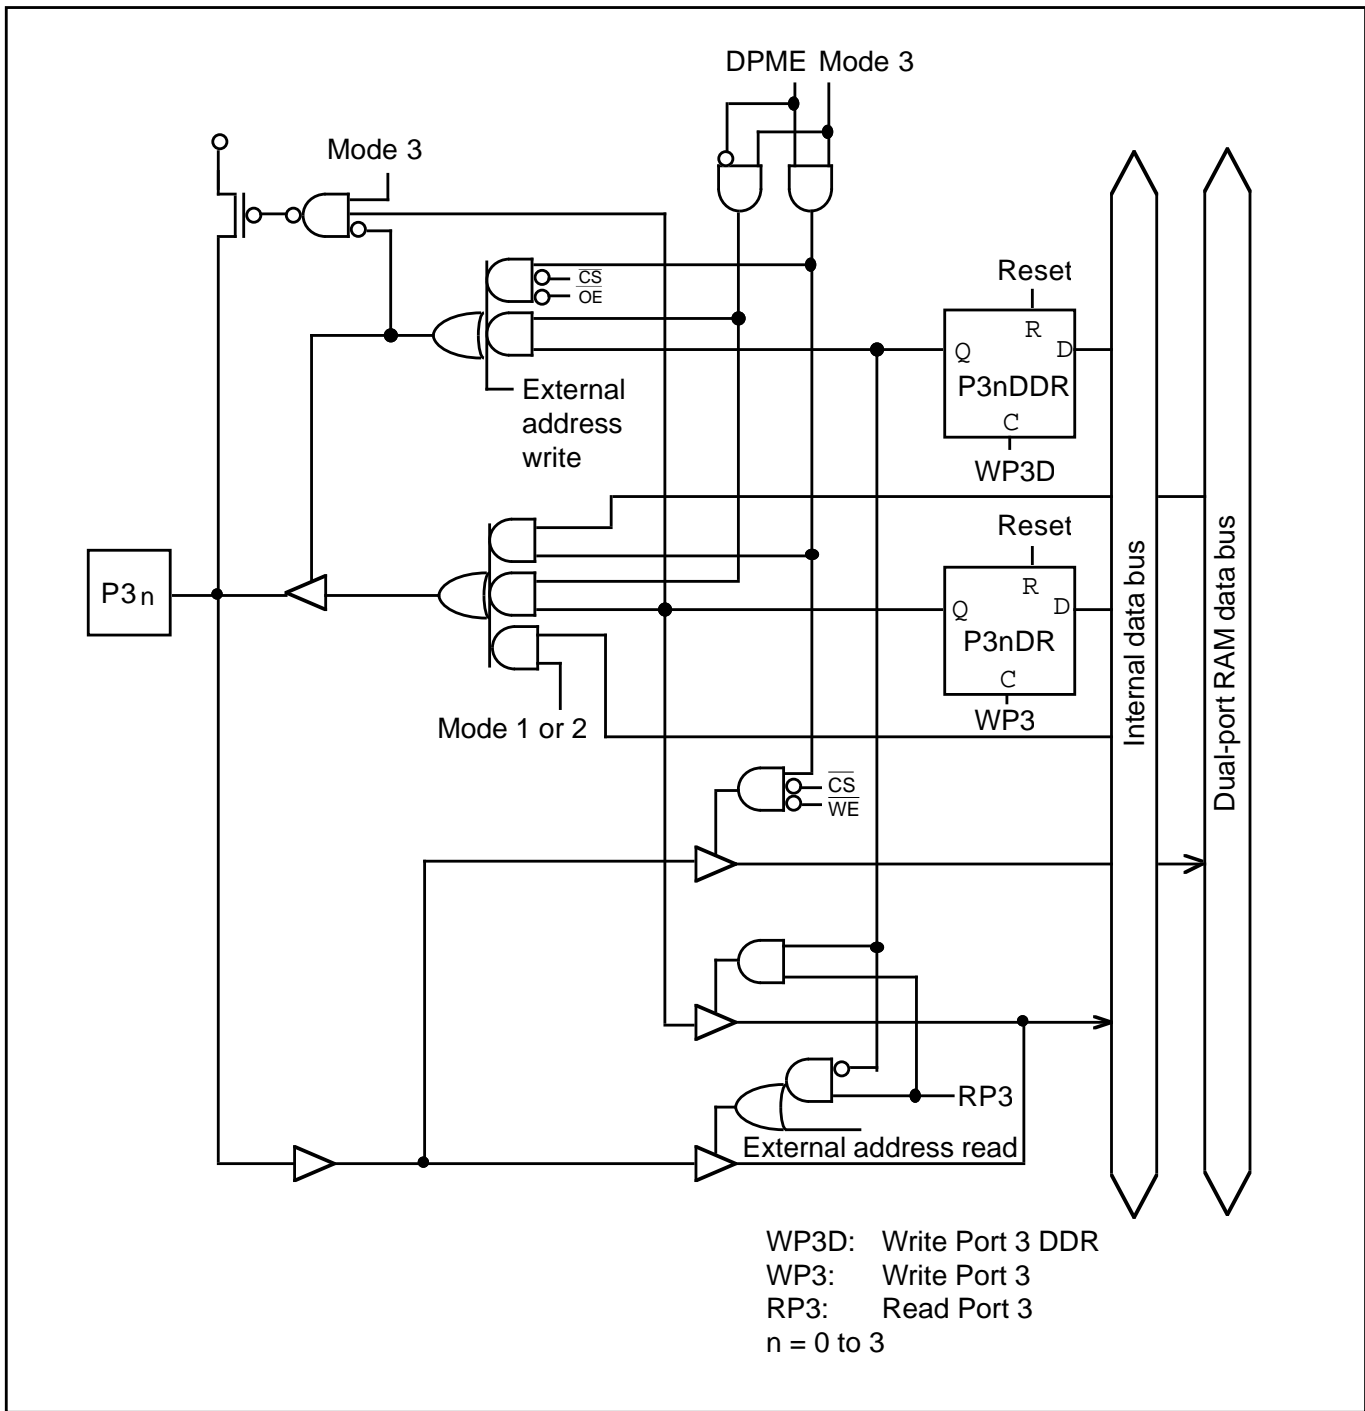 DPME Mode 3
Mode 3
CS
OE
Reset
R
Q
D
P3nDDR
C
WP3D
External
address
write
Reset
R
Q
D
P3nDR
C
WP3
P3n
Mode 1 or 2
CS
WE
Internal data bus
Dual-port RAM data bus
RP3
External address read
WP3D: Write Port 3 DDR
WP3: Write Port 3
RP3: Read Port 3
n = 0 to 3